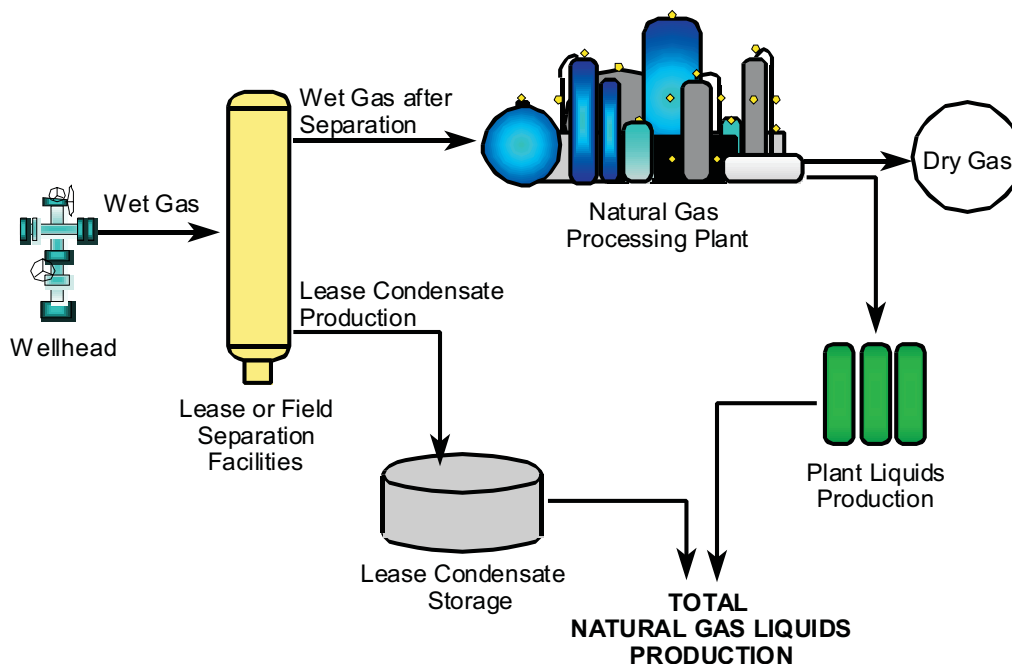 Wet Gas after
Separation
Dry Gas
Wet Gas
Natural Gas
Processing Plant
Lease Condensate
Production
Wellhead
Lease or Field
Separation
Facilities
Plant Liquids
Production
Lease Condensate
Storage
TOTAL
NATURAL GAS LIQUIDS
PRODUCTION